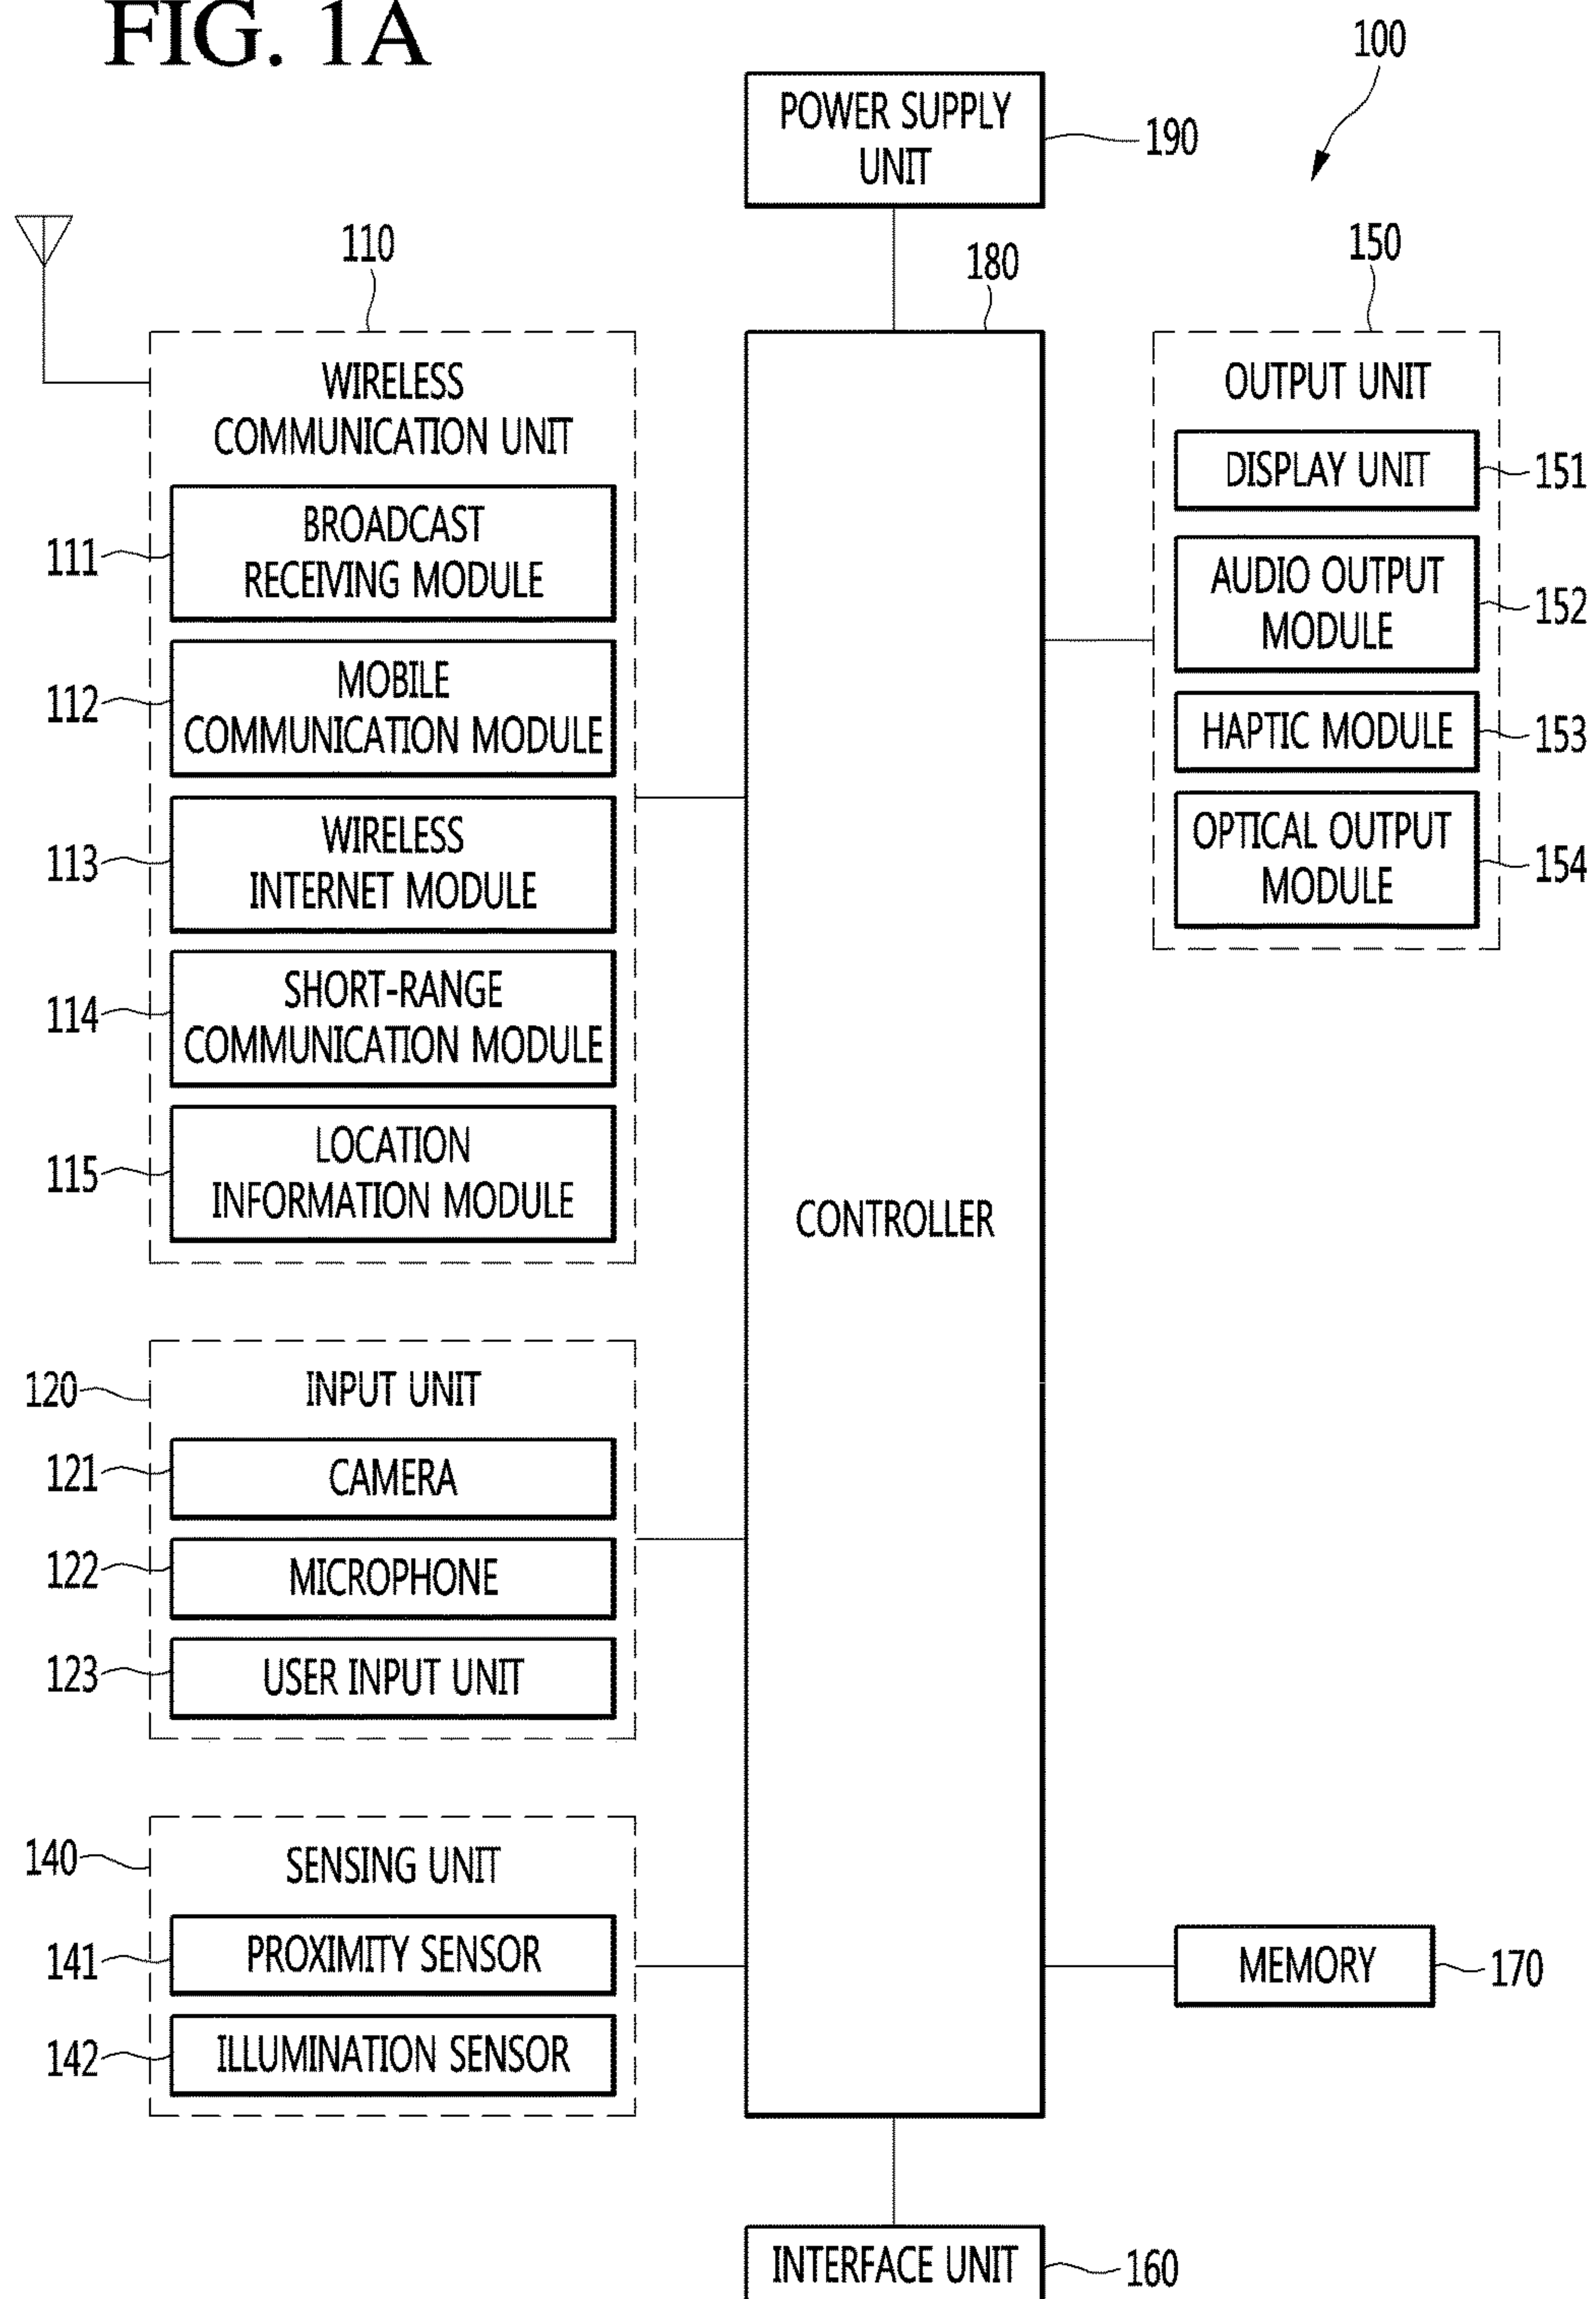 FIG. 1A
100
POWER SUPPLY
UNIT
190
110
180
150
WIRELESS
COMMUNICATION UNIT
111
BROADCAST
RECEIVING MODULE
112
MOBILE
COMMUNICATION MODULE
113
WIRELESS
INTERNET MODULE
114
SHORT-RANGE
COMMUNICATION MODULE
115
LOCATION
INFORMATION MODULE
120
INPUT UNIT
121
CAMERA
122
MICROPHONE
123
USER INPUT UNIT
140
SENSING UNIT
141
PROXIMITY SENSOR
142
ILLUMINATION SENSOR
CONTROLLER
OUTPUT UNIT
DISPLAY UNIT
151
AUDIO OUTPUT
MODULE
152
HAPTIC MODULE
153
OPTICAL OUTPUT
MODULE
154
MEMORY
170
INTERFACE UNIT
160